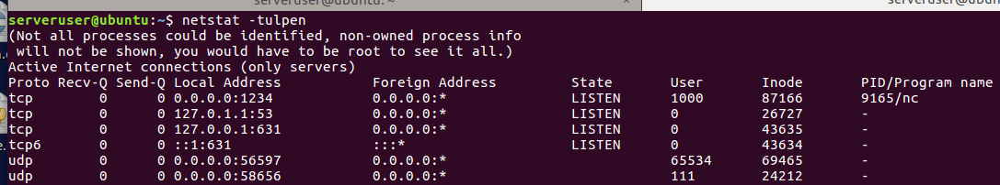 serveruser@ubuntu: ~ × serveruser@ubu
serveruser@ubuntu:~$ netstat -tulpen
(Not all processes could be identified, non-owned process info
 will not be shown, you would have to be root to see it all.)
Active Internet connections (only servers)
Proto Recv-Q Send-Q Local Address Foreign Address State User Inode PID/Program name
tcp 0 0 0.0.0.0:1234 0.0.0.0:* LISTEN 1000 87166 9165/nc
tcp 0 0 127.0.1.1:53 0.0.0.0:* LISTEN 0 26727 -
tcp 0 0 127.0.0.1:631 0.0.0.0:* LISTEN 0 43635 -
tcp6 0 0 ::1:631 :::* LISTEN 0 43634 -
udp 0 0 0.0.0.0:56597 0.0.0.0:* 65534 69465 -
udp 0 0 0.0.0.0:58656 0.0.0.0:* 111 24212 -